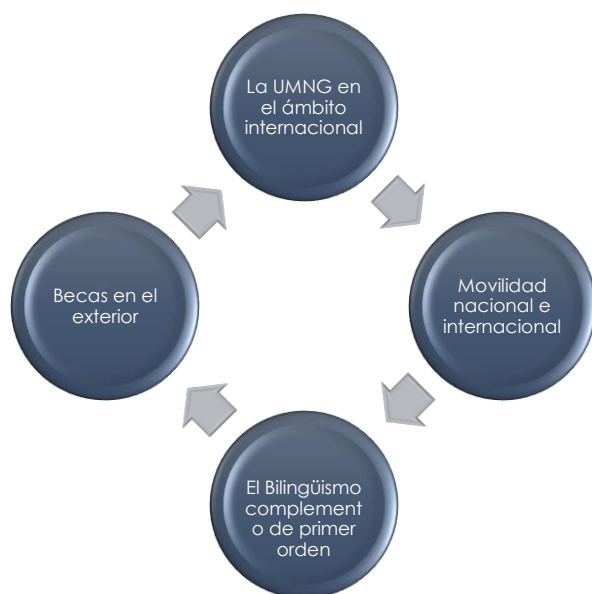 La UMNG en
el ámbito
internacional
Movilidad
nacional e
internacional
El Bilingüismo
complement
o de primer
orden
Becas en el
exterior